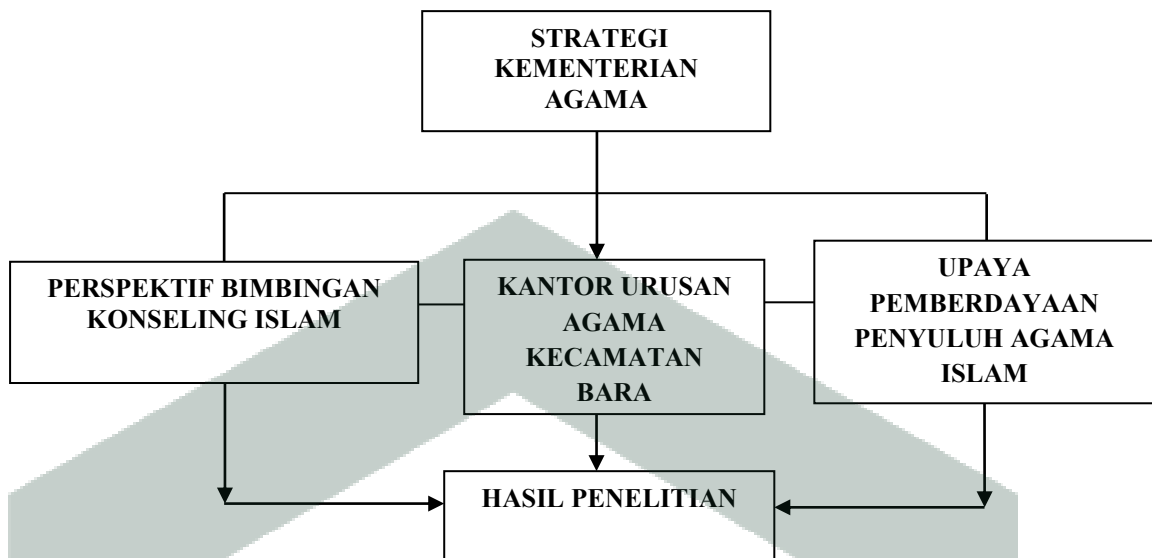 STRATEGI
KEMENTERIAN
AGAMA
PERSPEKTIF BIMBINGAN
KONSELING ISLAM
KANTOR URUSAN
AGAMA
KECAMATAN
BARA
UPAYA
PEMBERDAYAAN
PENYULUH AGAMA
ISLAM
HASIL PENELITIAN